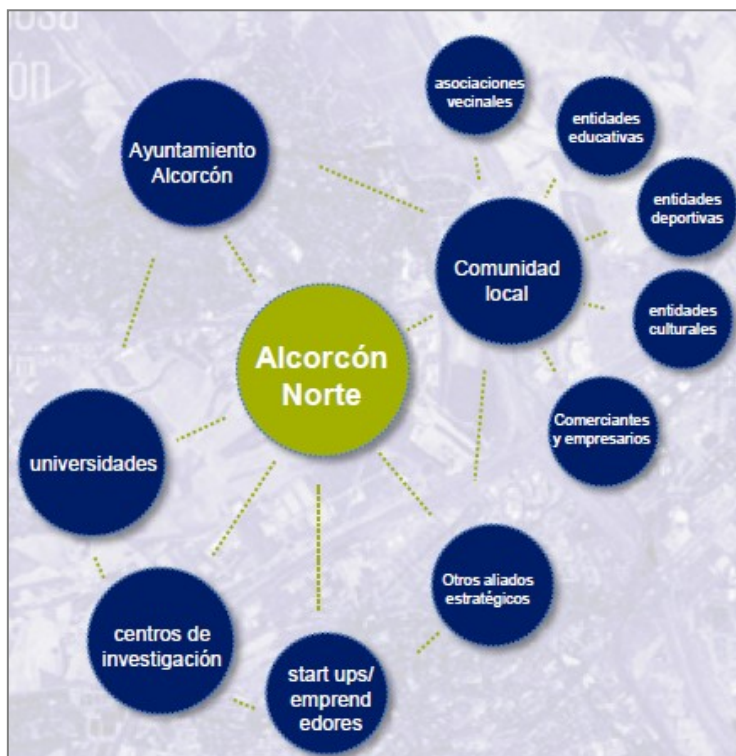 ón
asociaciones
vecinales
entidades
educativas
Ayuntamiento
Alcorcón
entidades
deportivas
Comunidad
local
entidades
culturales
Alcorcón
Norte
Comerciantes
y empresarios
universidades
Otros aliados
estratégicos
centros de
investigación
start ups/
emprend
edores